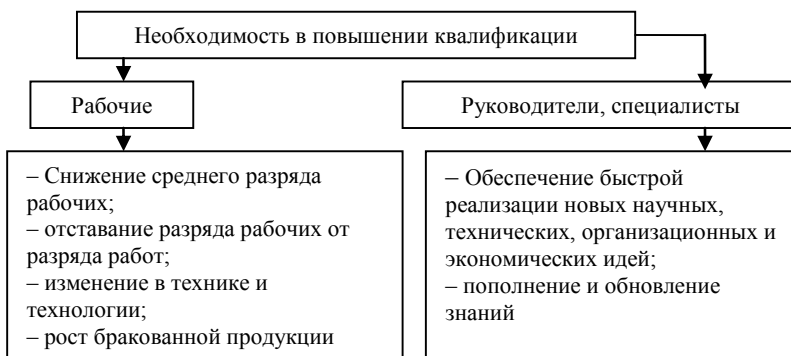 Необходимость в повышении квалификации
Рабочие
Руководители, специалисты
– Снижение среднего разряда
рабочих;
– отставание разряда рабочих от
разряда работ;
– изменение в технике и
технологии;
– рост бракованной продукции
– Обеспечение быстрой
реализации новых научных,
технических, организационных и
экономических идей;
– пополнение и обновление
знаний